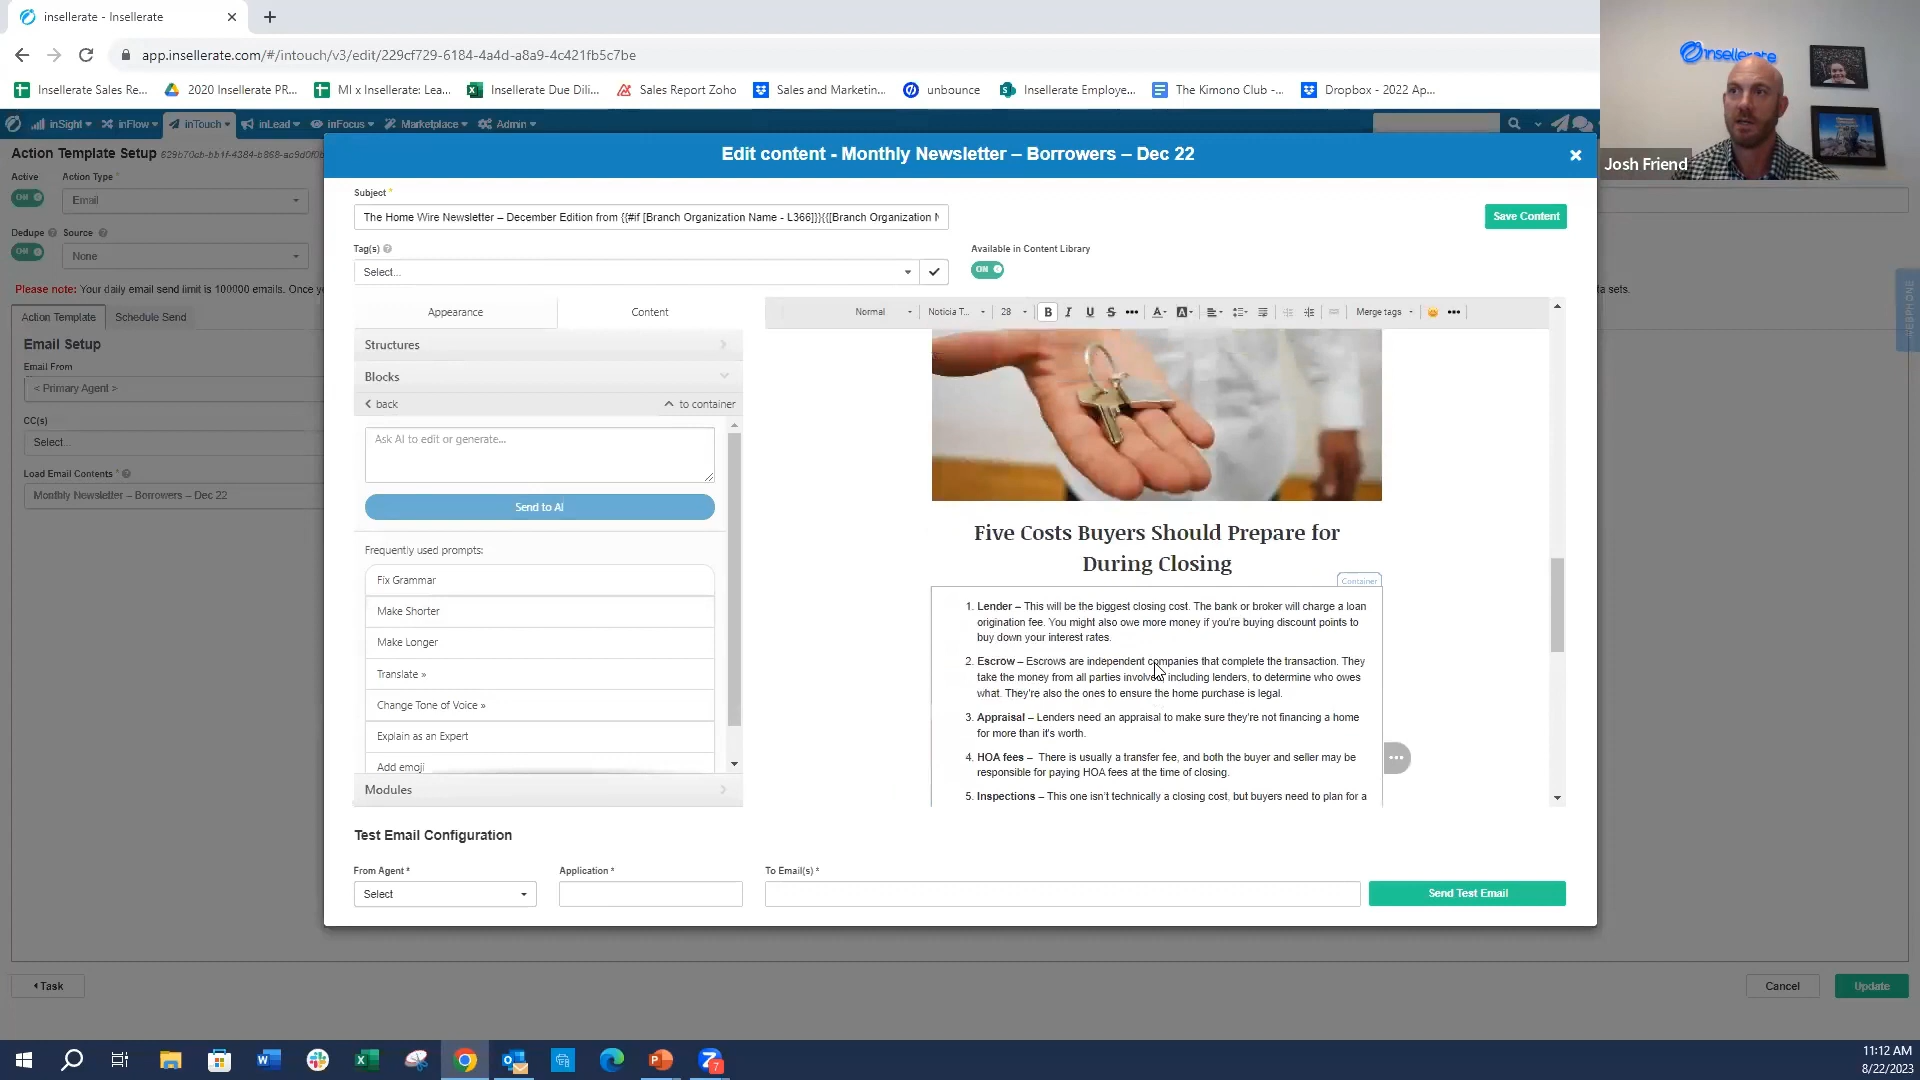 insellerate - Insellerate
app.insellerate.com/#/intouch/v3/edit/229cf729-6184-4a4d-a8a9-4c421fb5c7be
Insellerate Sales Re...
2020 Insellerate PR...
MI x Insellerate: Lea...
Insellerate Due Dili...
Sales Report Zoho
Sales and Marketin...
unbounce
Insellerate Employe...
The Kimono Club -...
Dropbox - 2022 Ap...
insellerate
Josh Friend
inSight
inFlow
inTouch
inLead
inFocus
Marketplace
Admin
Action Template Setup
Active
Action Type *
ON
Email
Dedupe
Source
ON
None
Please note: Your daily email send limit is 100000 emails. Once y
ta sets.
Action Template
Schedule Send
Email Setup
Email From
< Primary Agent >
CC(s)
Select...
Load Email Contents *
Monthly Newsletter – Borrowers – Dec 22
Edit content - Monthly Newsletter – Borrowers – Dec 22
Subject *
The Home Wire Newsletter – December Edition from {{#if [Branch Organization Name - L366]}}{{[Branch Organization N
Save Content
Tag(s)
Available in Content Library
Select...
ON
Appearance
Content
Structures
Blocks
back
to container
Ask AI to edit or generate...
Send to AI
Frequently used prompts:
Fix Grammar
Make Shorter
Make Longer
Translate »
Change Tone of Voice »
Explain as an Expert
Add emoji
Modules
Normal
Noticia T...
28
B
I
U
S
A
A
Merge tags
Five Costs Buyers Should Prepare for
During Closing
Container
1. Lender – This will be the biggest closing cost. The bank or broker will charge a loan
origination fee. You might also owe more money if you're buying discount points to
buy down your interest rates.
2. Escrow – Escrows are independent companies that complete the transaction. They
take the money from all parties involved, including lenders, to determine who owes
what. They're also the ones to ensure the home purchase is legal.
3. Appraisal – Lenders need an appraisal to make sure they're not financing a home
for more than it's worth.
4. HOA fees – There is usually a transfer fee, and both the buyer and seller may be
responsible for paying HOA fees at the time of closing.
5. Inspections – This one isn't technically a closing cost, but buyers need to plan for a
Test Email Configuration
From Agent *
Application *
To Email(s) *
Select
Send Test Email
Task
Cancel
Update
7
11:12 AM
8/22/2023